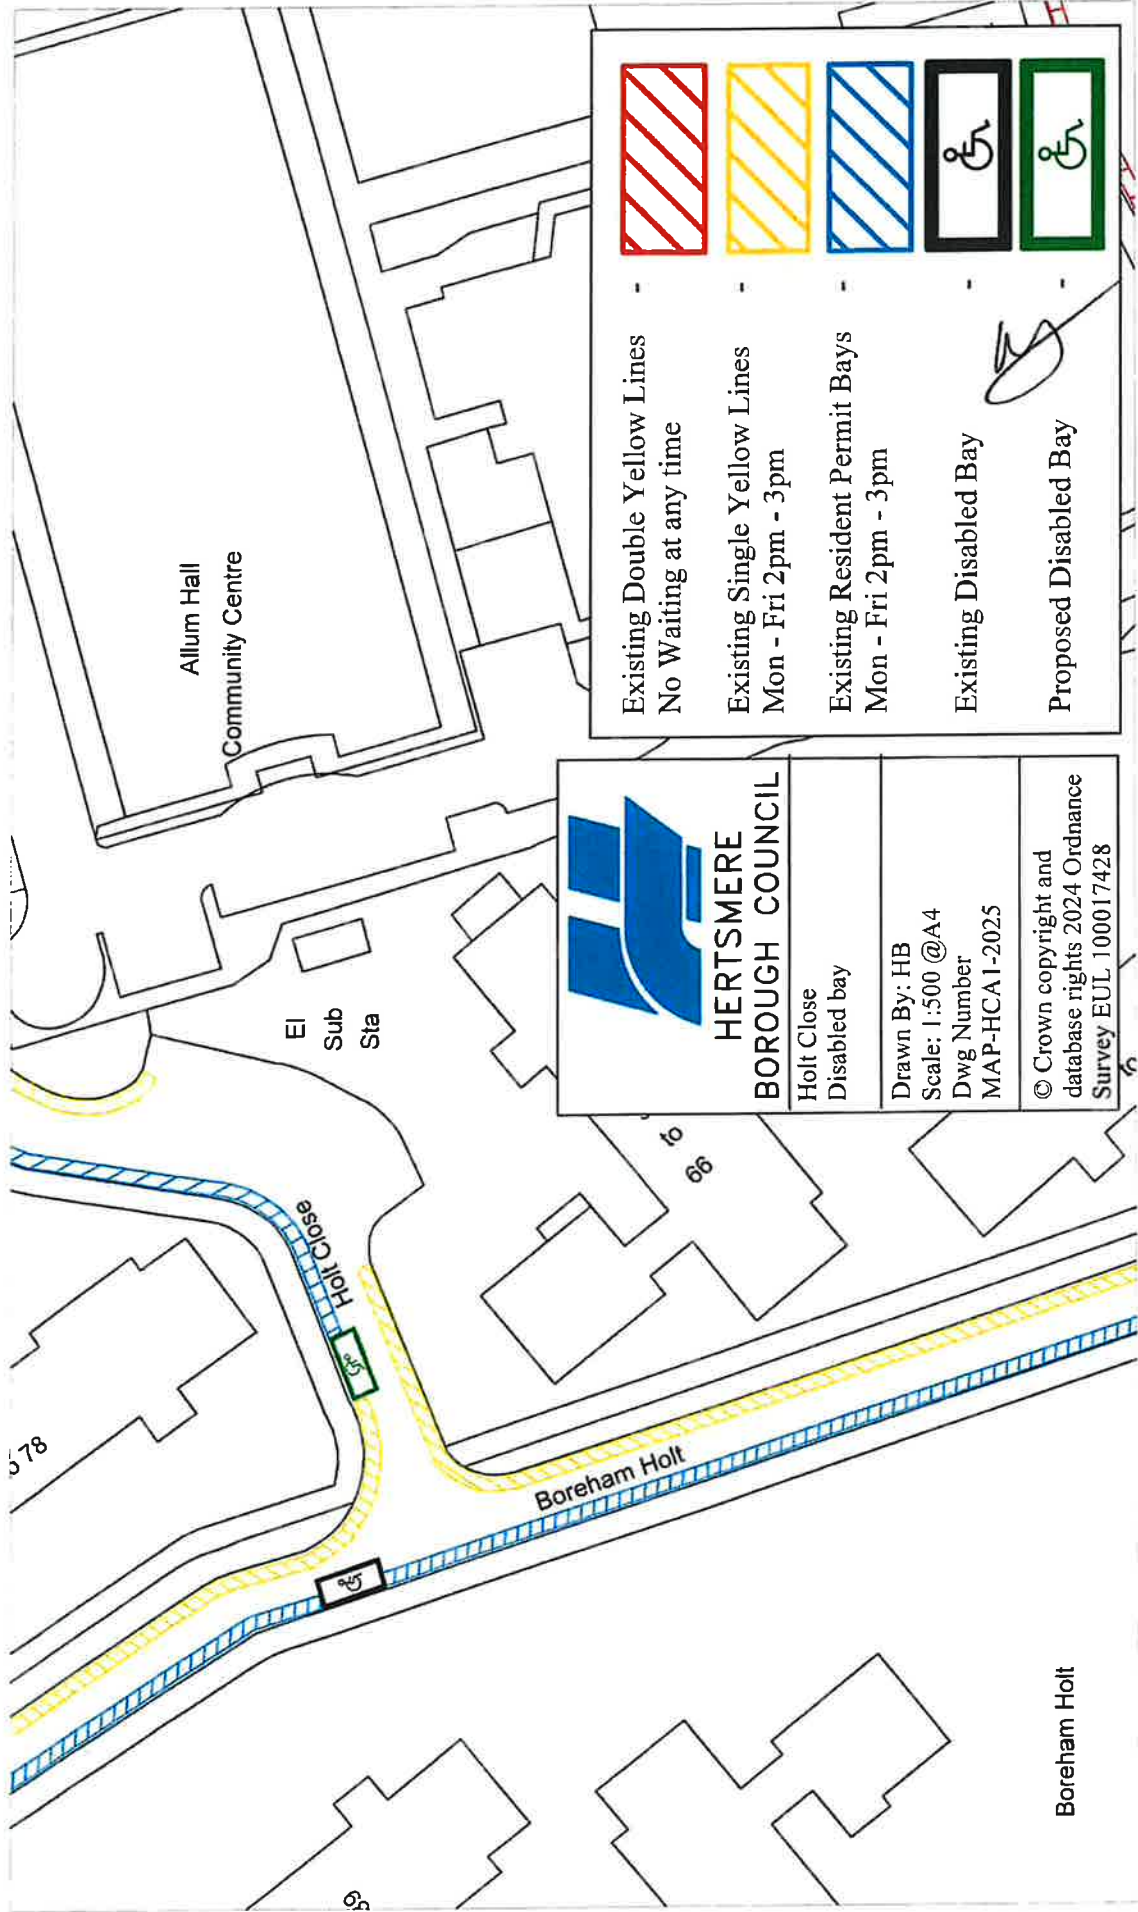 Allum Hall
Community Centre
El
Sub
Sta
Holt Close
78
Boreham Holt
to
66
Boreham Holt
HERTSMERE
BOROUGH COUNCIL
Holt Close
Disabled bay
Drawn By: HB
Scale: 1:500 @A4
Dwg Number
MAP-HCA1-2025
© Crown copyright and
database rights 2024 Ordnance
Survey EUL 100017428
Existing Double Yellow Lines -
No Waiting at any time
Existing Single Yellow Lines -
Mon - Fri 2pm - 3pm
Existing Resident Permit Bays -
Mon - Fri 2pm - 3pm
Existing Disabled Bay -
Proposed Disabled Bay -